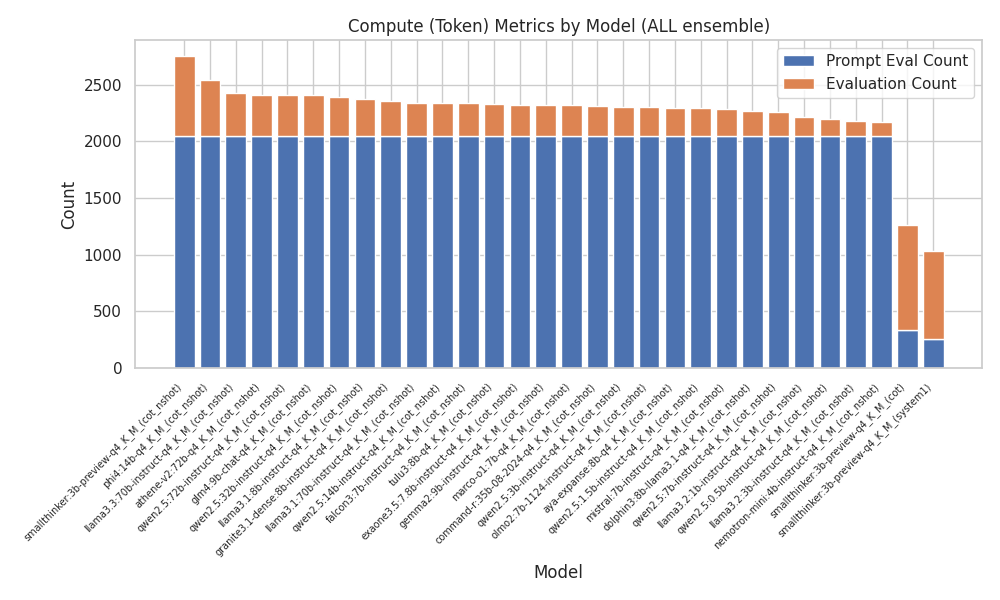 Compute (Token) Metrics by Model (ALL ensemble)
Prompt Eval Count
Evaluation Count
Count
2500
2000
1500
1000
500
0
smallthinker:3b-preview-q4_K_M_(cot_nshot)
phi4:14b-q4_K_M_(cot_nshot)
llama3.3:70b-instruct-q4_K_M_(cot_nshot)
athene-v2:72b-q4_K_M_(cot_nshot)
qwen2.5:72b-instruct-q4_K_M_(cot_nshot)
glm4:9b-chat-q4_K_M_(cot_nshot)
qwen2.5:32b-instruct-q4_K_M_(cot_nshot)
llama3.1:8b-instruct-q4_K_M_(cot_nshot)
granite3.1-dense:8b-instruct-q4_K_M_(cot_nshot)
llama3.1:70b-instruct-q4_K_M_(cot_nshot)
qwen2.5:14b-instruct-q4_K_M_(cot_nshot)
falcon3:7b-instruct-q4_K_M_(cot_nshot)
tulu3:8b-q4_K_M_(cot_nshot)
exaone3.5:7.8b-instruct-q4_K_M_(cot_nshot)
gemma2:9b-instruct-q4_K_M_(cot_nshot)
marco-o1:7b-q4_K_M_(cot_nshot)
command-r:35b-08-2024-q4_K_M_(cot_nshot)
qwen2.5:3b-instruct-q4_K_M_(cot_nshot)
olmo2:7b-1124-instruct-q4_K_M_(cot_nshot)
aya-expanse:8b-q4_K_M_(cot_nshot)
qwen2.5:1.5b-instruct-q4_K_M_(cot_nshot)
mistral:7b-instruct-q4_K_M_(cot_nshot)
dolphin3:8b-llama3.1-q4_K_M_(cot_nshot)
qwen2.5:7b-instruct-q4_K_M_(cot_nshot)
llama3.2:1b-instruct-q4_K_M_(cot_nshot)
qwen2.5:0.5b-instruct-q4_K_M_(cot_nshot)
llama3.2:3b-instruct-q4_K_M_(cot_nshot)
nemotron-mini:4b-instruct-q4_K_M_(cot_nshot)
smallthinker:3b-preview-q4_K_M_(cot)
smallthinker:3b-preview-q4_K_M_(system1)
Model